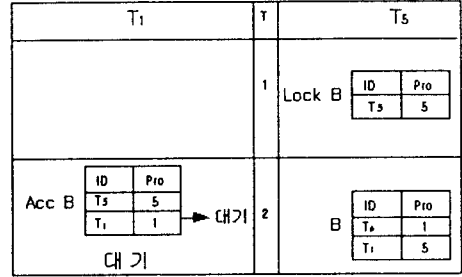 T1 T T5
1 Lock B
ID Pro
T5 5
Acc B
ID Pro
T5 5
T1 1 대기
대기
2 B
ID Pro
1
T1 5